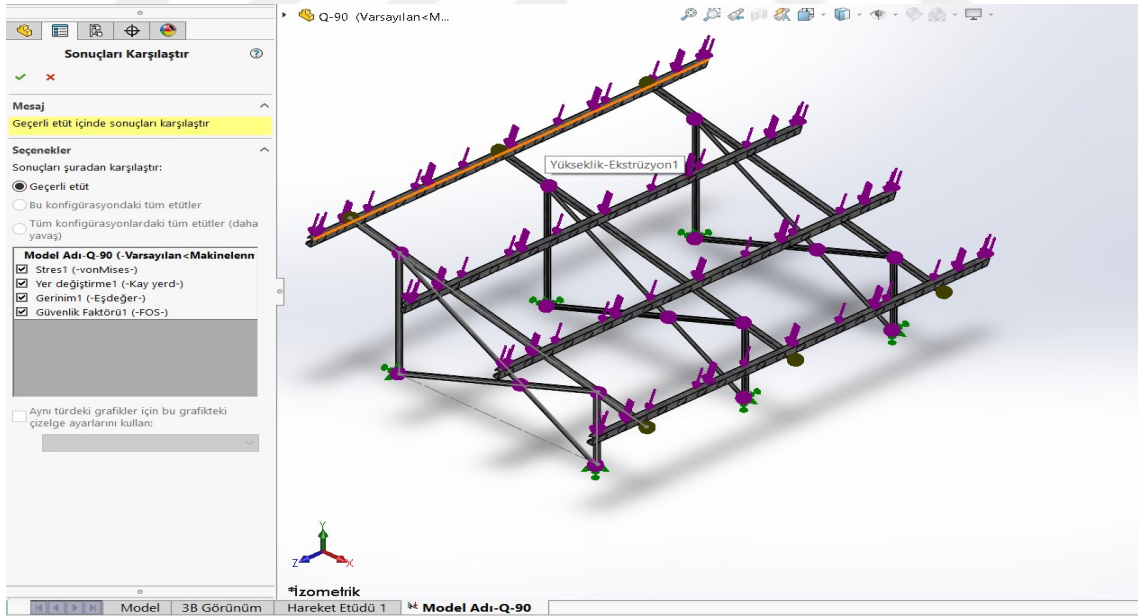 Q-90 (Varsayılan<M...
Sonuçları Karşılaştır
Mesaj
Geçerli etüt içinde sonuçları karşılaştır
Seçenekler
Sonuçları şuradan karşılaştır:
Geçerli etüt
Bu konfigürasyondaki tüm etütler
Tüm konfigürasyonlardaki tüm etütler (daha
yavaş)
Model Adı-Q-90 (-Varsayılan<Makinelenm
Stres1 (-vonMises-)
Yer değiştirme1 (-Kay yerd-)
Gerinim1 (-Eşdeğer-)
Güvenlik Faktörü1 (-FOS-)
Aynı türdeki grafikler için bu grafikteki
çizelge ayarlarını kullan:
Yükseklik-Ekstrüzyon1
Y
Z
X
*İzometrik
Model
3B Görünüm
Hareket Etüdü 1
Model Adı-Q-90